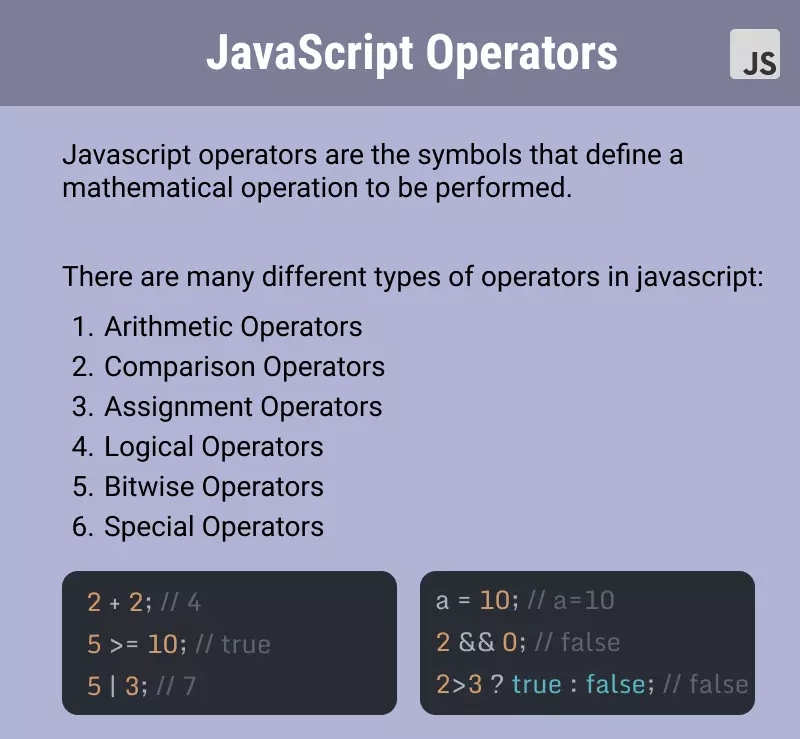 JavaScript Operators
JS
Javascript operators are the symbols that define a
mathematical operation to be performed.
There are many different types of operators in javascript:
1. Arithmetic Operators
2. Comparison Operators
3. Assignment Operators
4. Logical Operators
5. Bitwise Operators
6. Special Operators
2 + 2; // 4
5 >= 10; // true
5 | 3; // 7
a = 10; // a=10
2 && 0; // false
2>3 ? true : false; // false